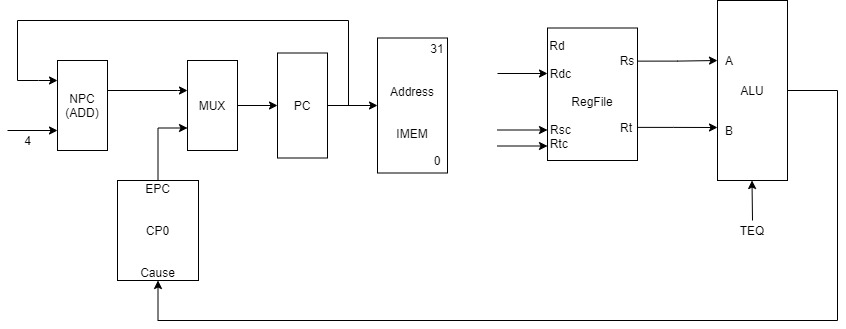 NPC
(ADD)
4
MUX
PC
31
Address
IMEM
0
EPC
CP0
Cause
Rd
Rdc
Rs
RegFile
Rsc
Rtc
Rt
A
ALU
B
TEQ